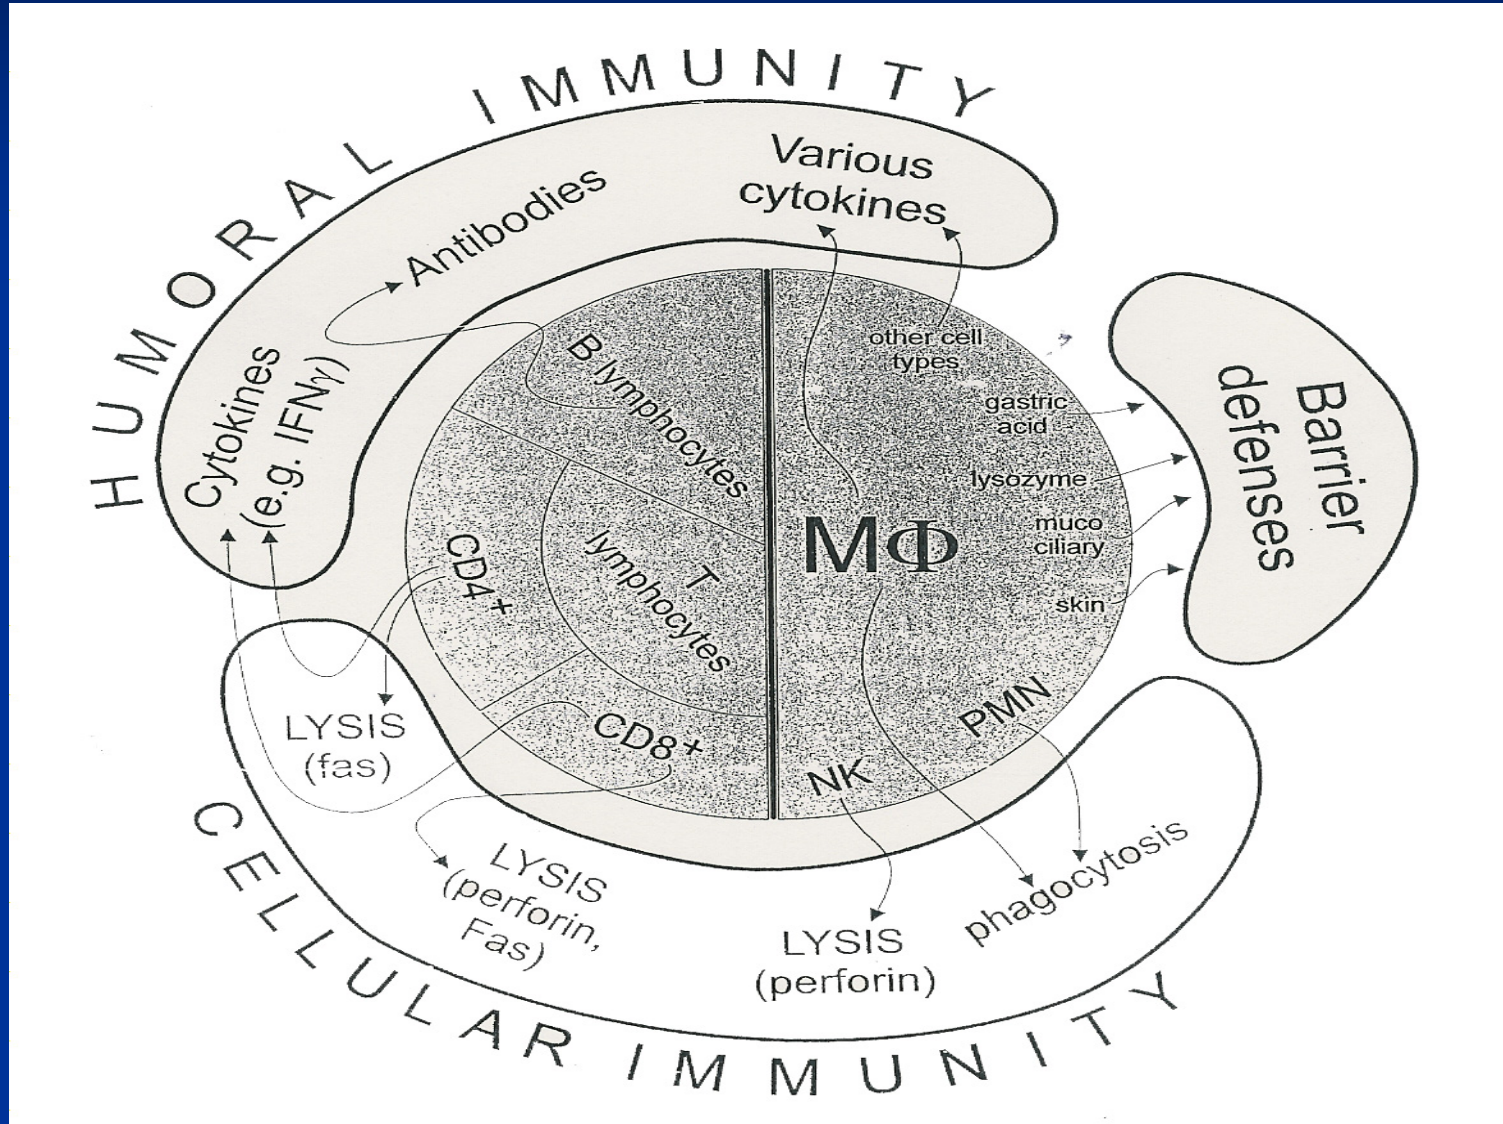 HUMORAL IMMUNITY
Various
cytokines
Antibodies
Cytokines
(e.g. IFNγ)
B lymphocytes
T
lymphocytes
CD4+
CD8+
MΦ
other cell
types
gastric
acid
lysozyme
muco
ciliary
skin
PMN
NK
Barrier
defenses
LYSIS
(fas)
LYSIS
(perforin,
Fas)
LYSIS
(perforin)
phagocytosis
CELLULAR IMMUNITY